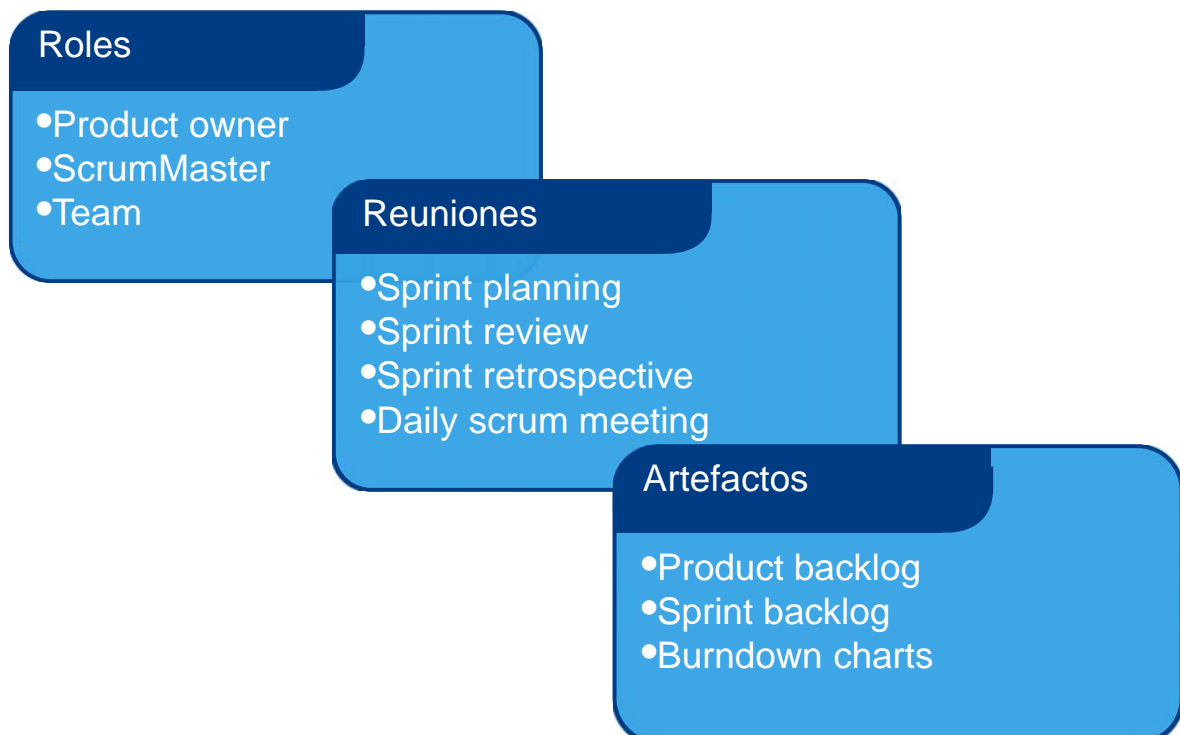 Roles
•Product owner
•ScrumMaster
•Team
Reuniones
•Sprint planning
•Sprint review
•Sprint retrospective
•Daily scrum meeting
Artefactos
•Product backlog
•Sprint backlog
•Burndown charts